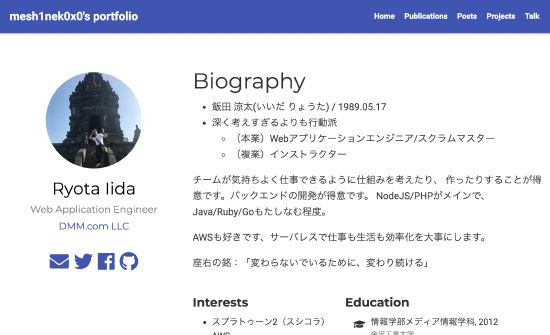 mesh1nek0x0's portfolio
Home Publications Posts Projects Talk
Biography
飯田 涼太(いいだ りょうた) / 1989.05.17
深く考えすぎるよりも行動派
（本業）Webアプリケーションエンジニア/スクラムマスター
（複業）インストラクター
Ryota Iida
Web Application Engineer
DMM.com LLC
チームが気持ちよく仕事できるように仕組みを考えたり、 作ったりすることが得
意です。バックエンドの開発が得意です。 NodeJS/PHPがメインで、
Java/Ruby/Goもたしなむ程度。
AWSも好きです、サーバレスで仕事も生活も効率化を大事にします。
座右の銘：「変わらないでいるために、変わり続ける」
Interests
スプラトゥーン2（スシコラ）
AWS
Education
情報学部メディア情報学科, 2012
金沢工業大学